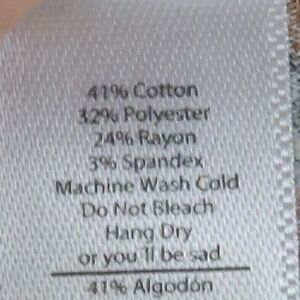 41% Cotton
32% Polyester
24% Rayon
3% Spandex
Machine Wash Cold
Do Not Bleach
Hang Dry
or you'll be sad
41% Algodón